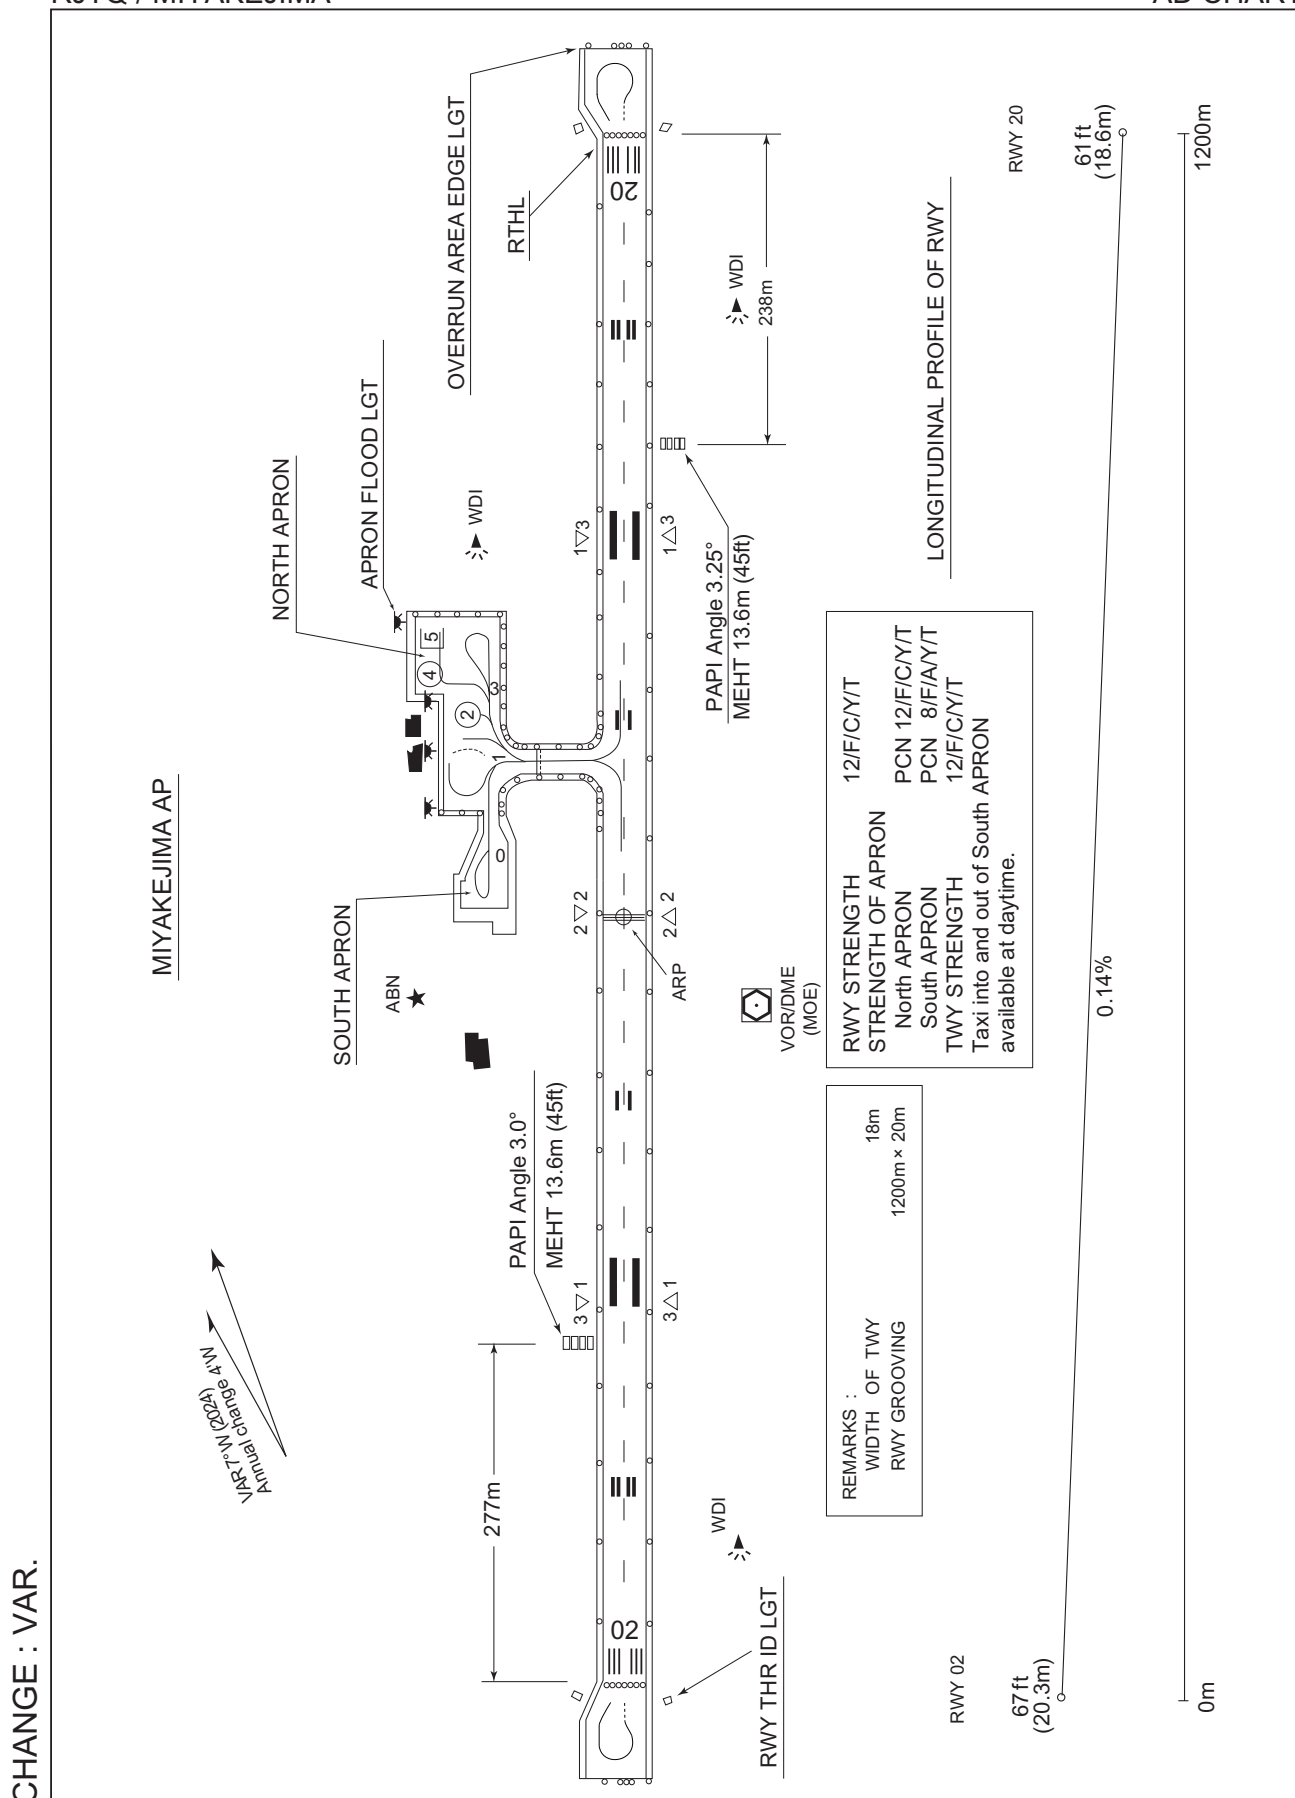 CHANGE : VAR.
MIYAKEJIMA AP
VAR 7°W (2024)
Annual change 4'W
SOUTH APRON
NORTH APRON
APRON FLOOD LGT
OVERRUN AREA EDGE LGT
RTHL
ABN
WDI
5
4
3
2
1
0
PAPI Angle 3.0°
MEHT 13.6m (45ft)
277m
3 1
2 2
1 3
02
20
3 1
2 2
1 3
ARP
PAPI Angle 3.25°
MEHT 13.6m (45ft)
238m
WDI
WDI
RWY THR ID LGT
VOR/DME
(MOE)
REMARKS :
WIDTH OF TWY 18m
RWY GROOVING 1200m × 20m
RWY STRENGTH 12/F/C/Y/T
STRENGTH OF APRON
North APRON PCN 12/F/C/Y/T
South APRON PCN 8/F/A/Y/T
TWY STRENGTH 12/F/C/Y/T
Taxi into and out of South APRON
available at daytime.
LONGITUDINAL PROFILE OF RWY
RWY 02
67ft
(20.3m)
0.14%
RWY 20
61ft
(18.6m)
0m
1200m